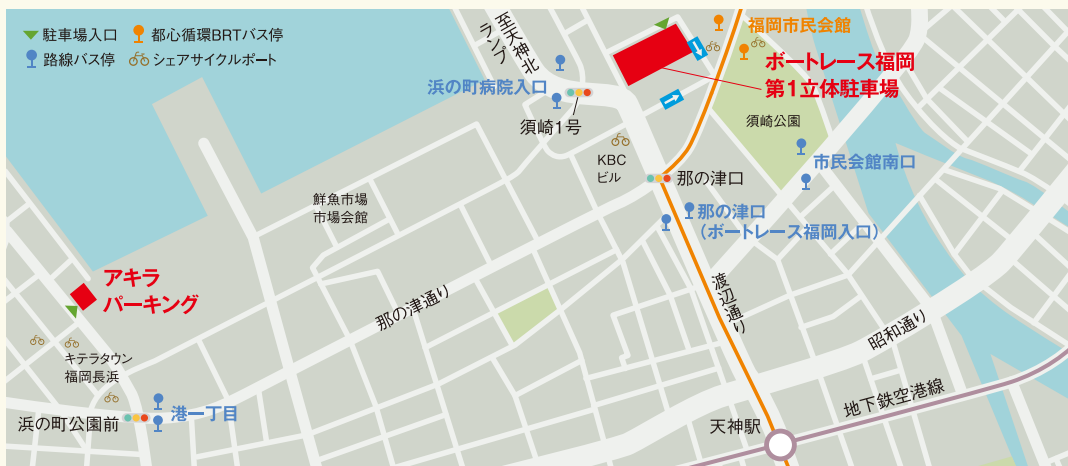 駐車場入口
都心循環BRTバス停
路線バス停
シェアサイクルポート
至天神北
ランプ
福岡市民会館
ボートレース福岡
第1立体駐車場
浜の町病院入口
須崎1号
須崎公園
KBC
ビル
市民会館南口
那の津口
鮮魚市場
市場会館
那の津口
（ボートレース福岡入口）
アキラ
パーキング
那の津通り
渡辺通り
昭和通り
キテラタウン
福岡長浜
地下鉄空港線
港一丁目
浜の町公園前
天神駅